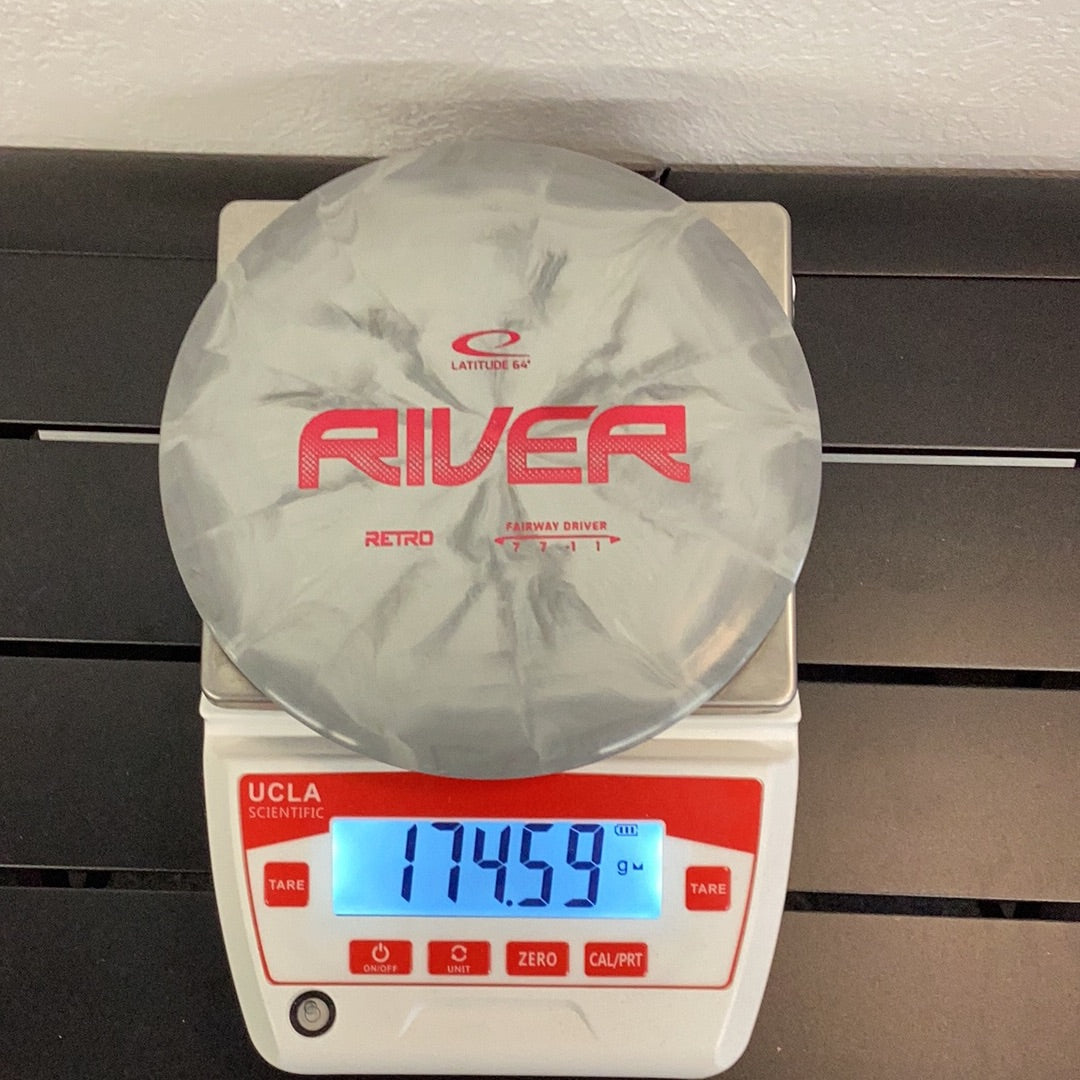 LATITUDE 64°
RIVER
RETRO
FAIRWAY DRIVER
7 7 -1 1
UCLA
SCIENTIFIC
174.59
g
TARE
TARE
ON/OFF
UNIT
ZERO
CAL/PRT